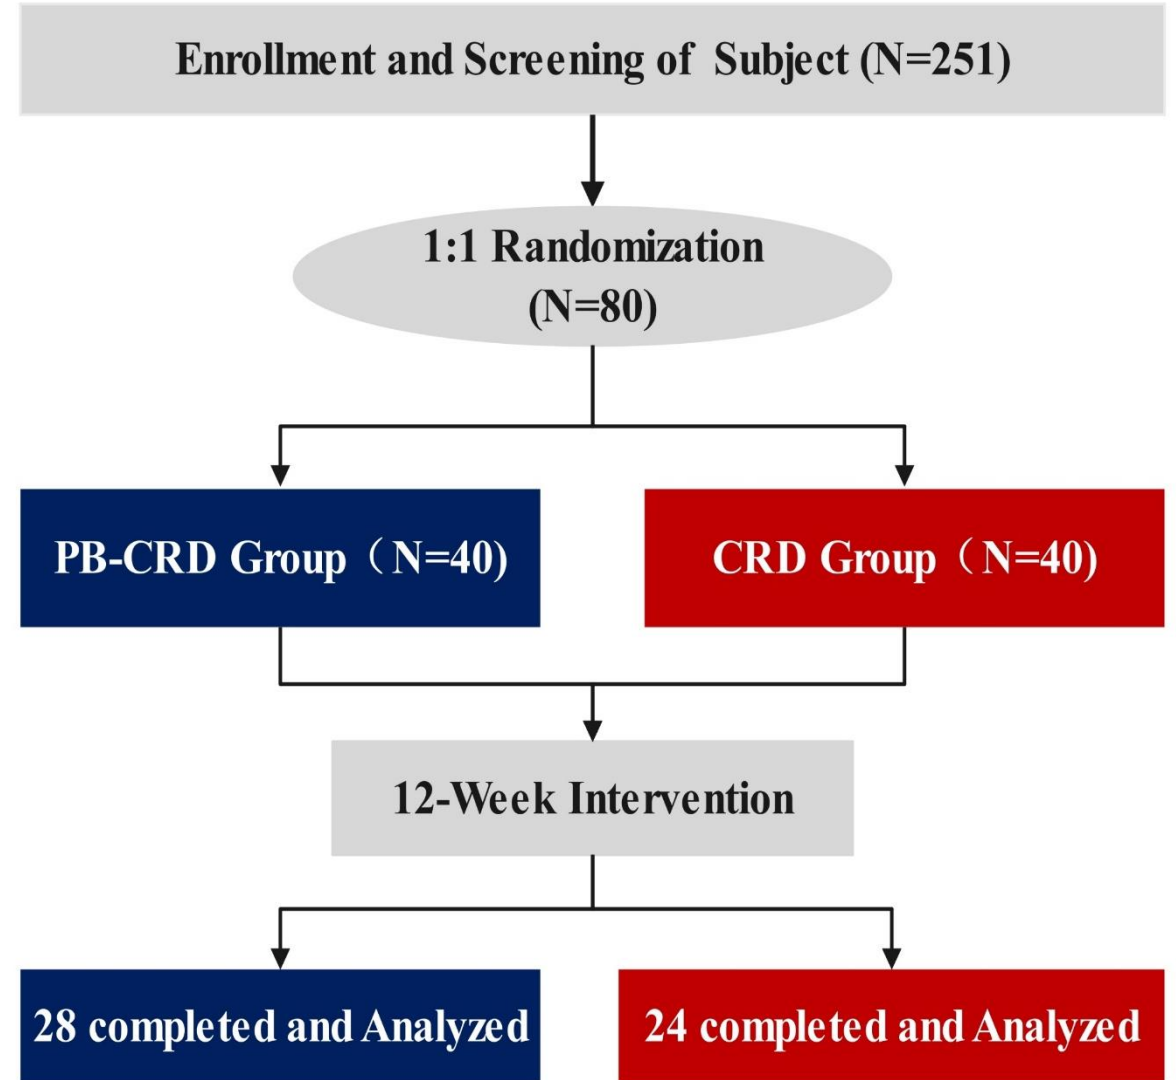 Enrollment and Screening of Subject (N=251)
1:1 Randomization
(N=80)
PB-CRD Group（N=40)
CRD Group（N=40)
12-Week Intervention
28 completed and Analyzed
24 completed and Analyzed